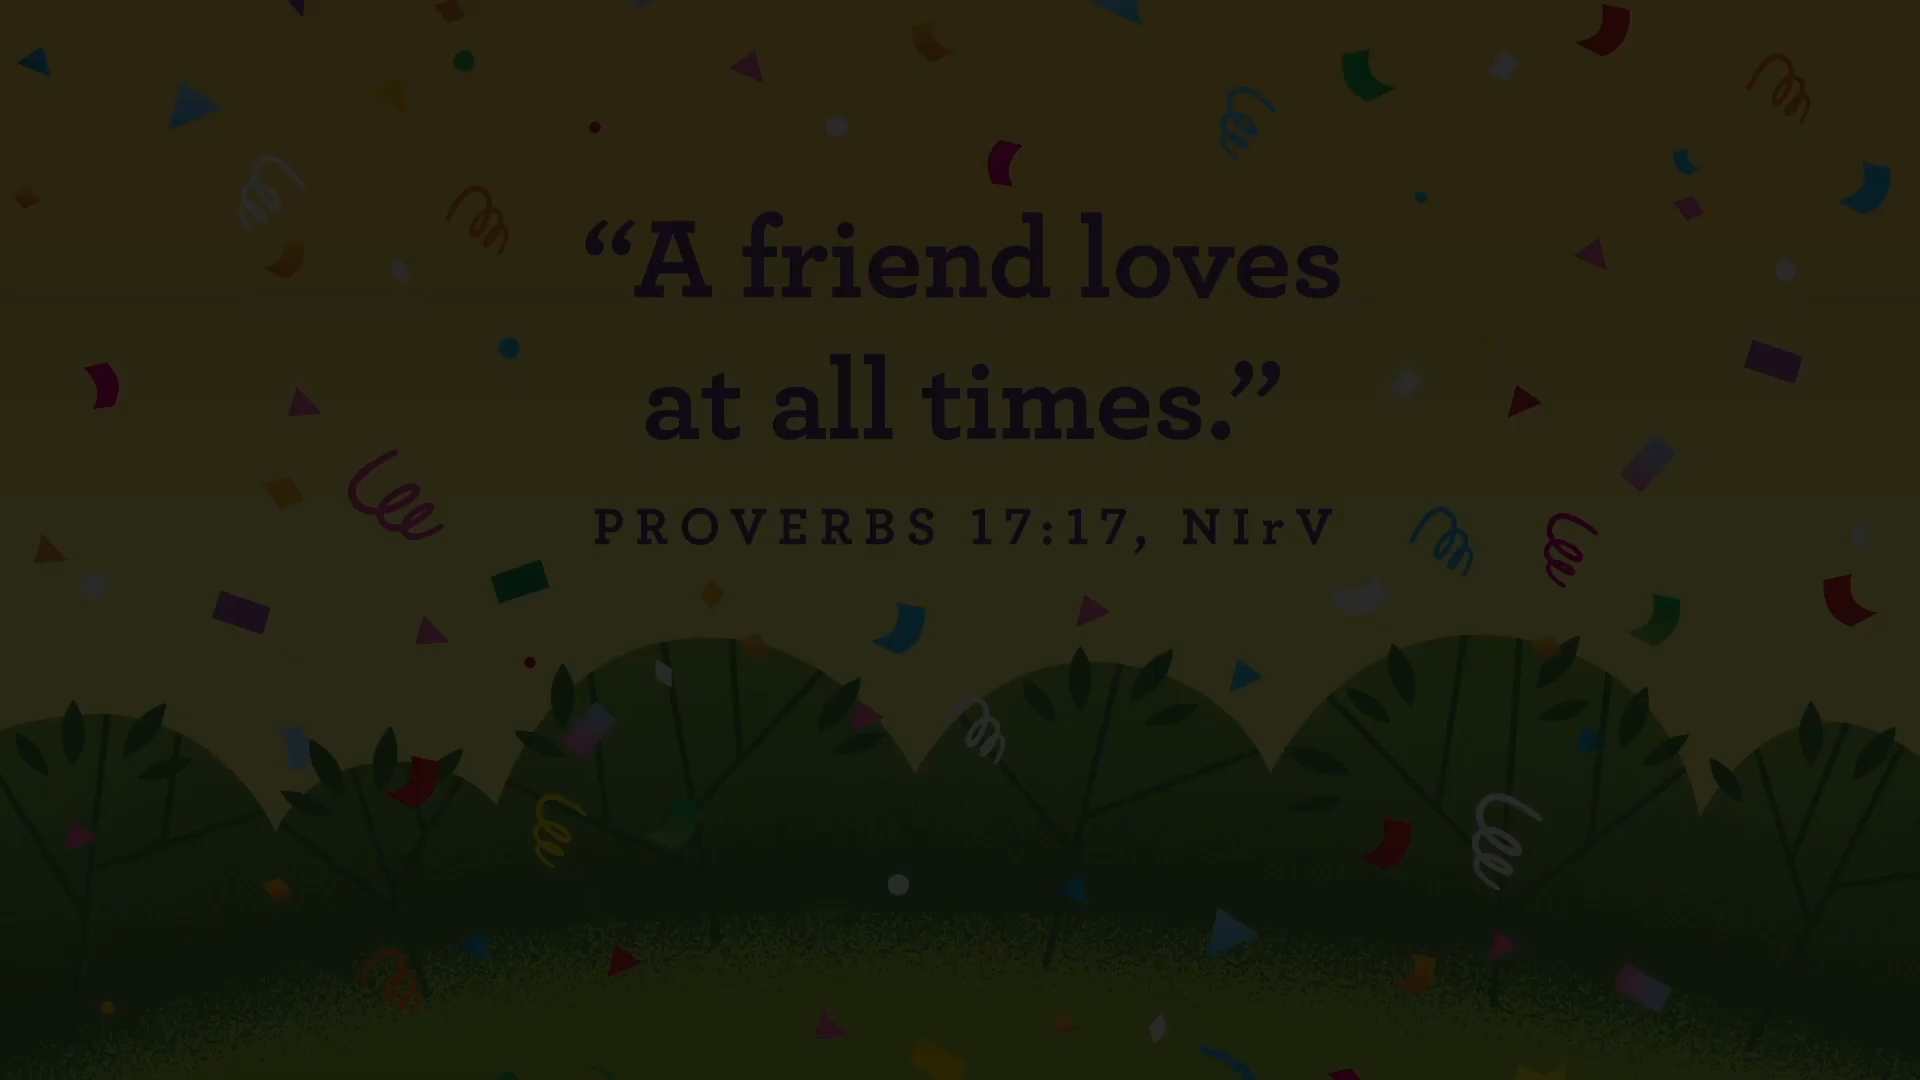 “A friend loves
at all times.”
PROVERBS 17:17, NIrV